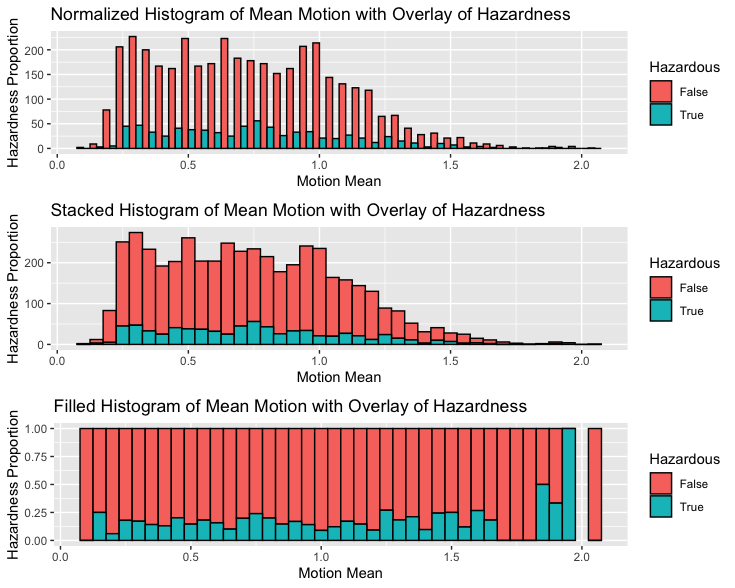 Normalized Histogram of Mean Motion with Overlay of Hazardness
Hazardness Proportion
200
150
100
50
0
0.0 0.5 1.0 1.5 2.0
Motion Mean
Hazardous
False
True
Stacked Histogram of Mean Motion with Overlay of Hazardness
Hazardness Proportion
200
100
0
0.0 0.5 1.0 1.5 2.0
Motion Mean
Hazardous
False
True
Filled Histogram of Mean Motion with Overlay of Hazardness
Hazardness Proportion
1.00
0.75
0.50
0.25
0.00
0.0 0.5 1.0 1.5 2.0
Motion Mean
Hazardous
False
True